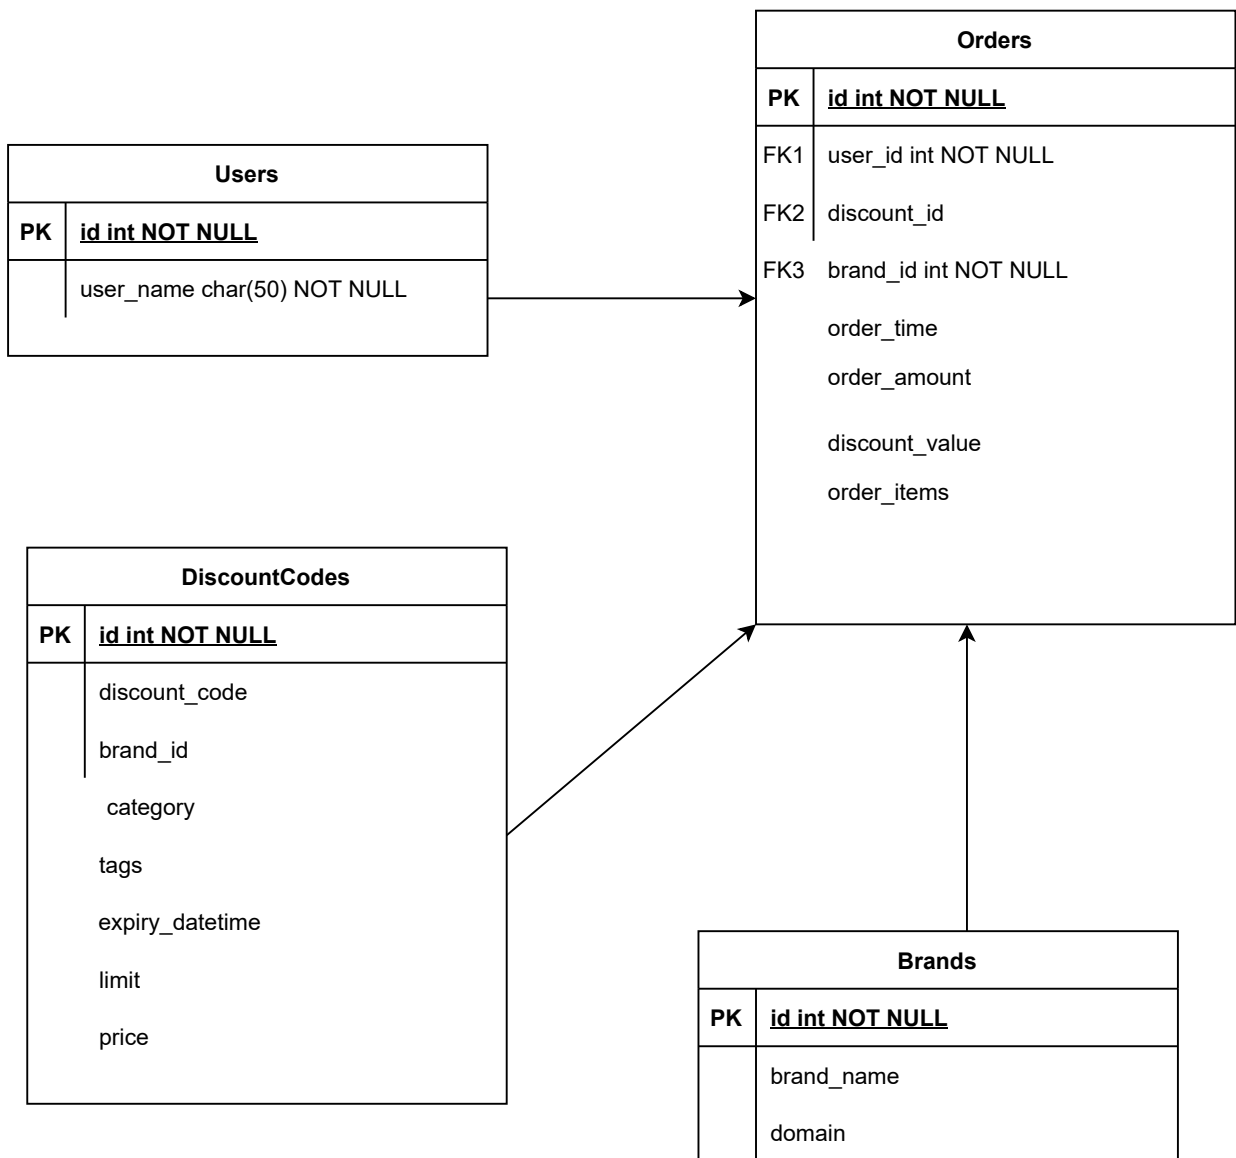 Orders
PK id int NOT NULL
FK1 user_id int NOT NULL
FK2 discount_id
FK3 brand_id int NOT NULL
order_time
order_amount
discount_value
order_items
Users
PK id int NOT NULL
user_name char(50) NOT NULL
DiscountCodes
PK id int NOT NULL
discount_code
brand_id
category
tags
expiry_datetime
limit
price
Brands
PK id int NOT NULL
brand_name
domain